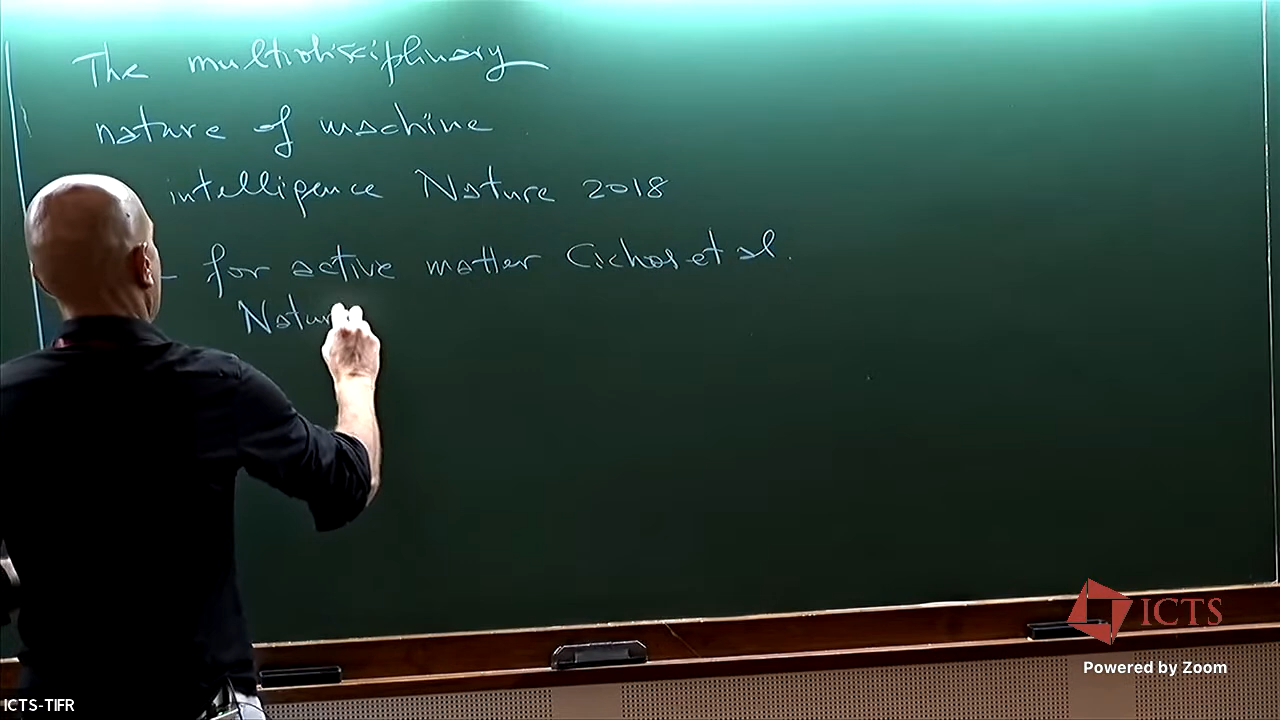 The multidisciplinary
nature of machine
intelligence Nature 2018
- for active matter Cichos et al.
Natur
ICTS
Powered by Zoom
ICTS-TIFR